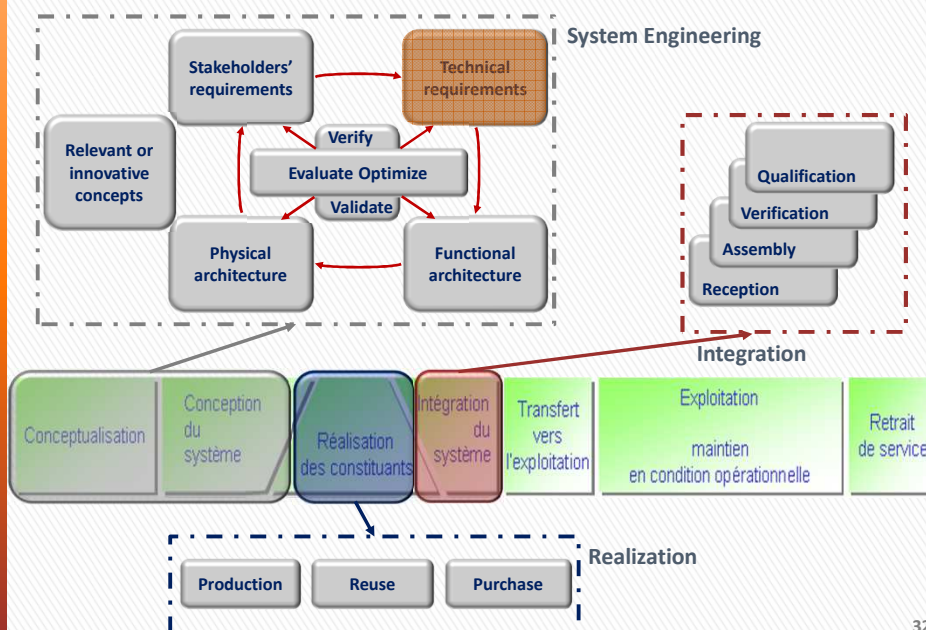 System Engineering
Stakeholders'
requirements
Technical
requirements
Relevant or
innovative
concepts
Verify
Evaluate Optimize
Validate
Physical
architecture
Functional
architecture
Qualification
Verification
Assembly
Reception
Integration
Conceptualisation
Conception
du
système
Réalisation
des constituants
Intégration
du
système
Transfert
vers
l'exploitation
Exploitation
maintien
en condition opérationnelle
Retrait
de service
Realization
Production
Reuse
Purchase
32